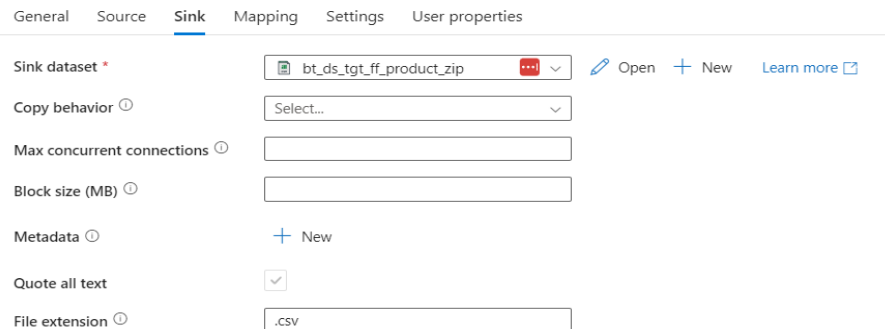 General Source Sink Mapping Settings User properties
Sink dataset * bt_ds_tgt_ff_product_zip Open New Learn more
Copy behavior Select...
Max concurrent connections
Block size (MB)
Metadata New
Quote all text
File extension .csv